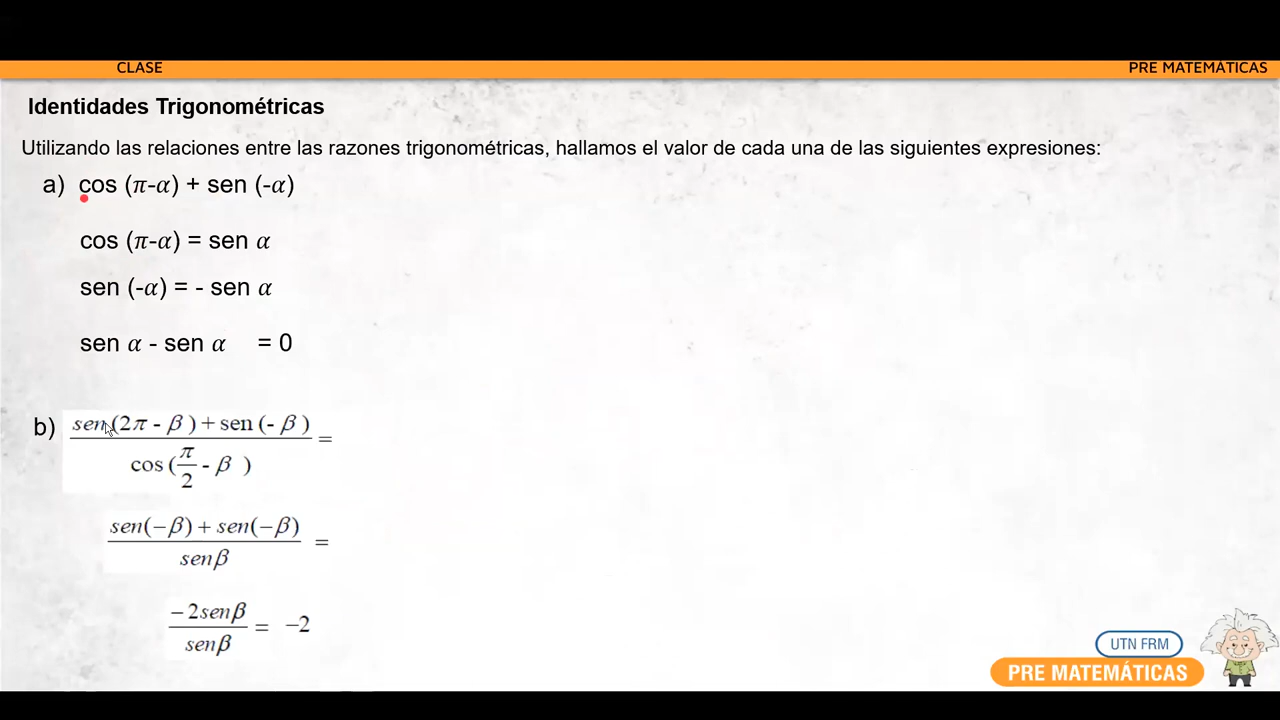 CLASE
PRE MATEMÁTICAS
Identidades Trigonométricas
Utilizando las relaciones entre las razones trigonométricas, hallamos el valor de cada una de las siguientes expresiones:
a) cos (π-α) + sen (-α)
cos (π-α) = sen α
sen (-α) = - sen α
sen α - sen α = 0
b)
sen(2π - β) + sen (- β)
=
cos (π/2 - β )
sen(−β) + sen(−β)
=
senβ
−2senβ
= −2
senβ
UTN FRM
PRE MATEMÁTICAS